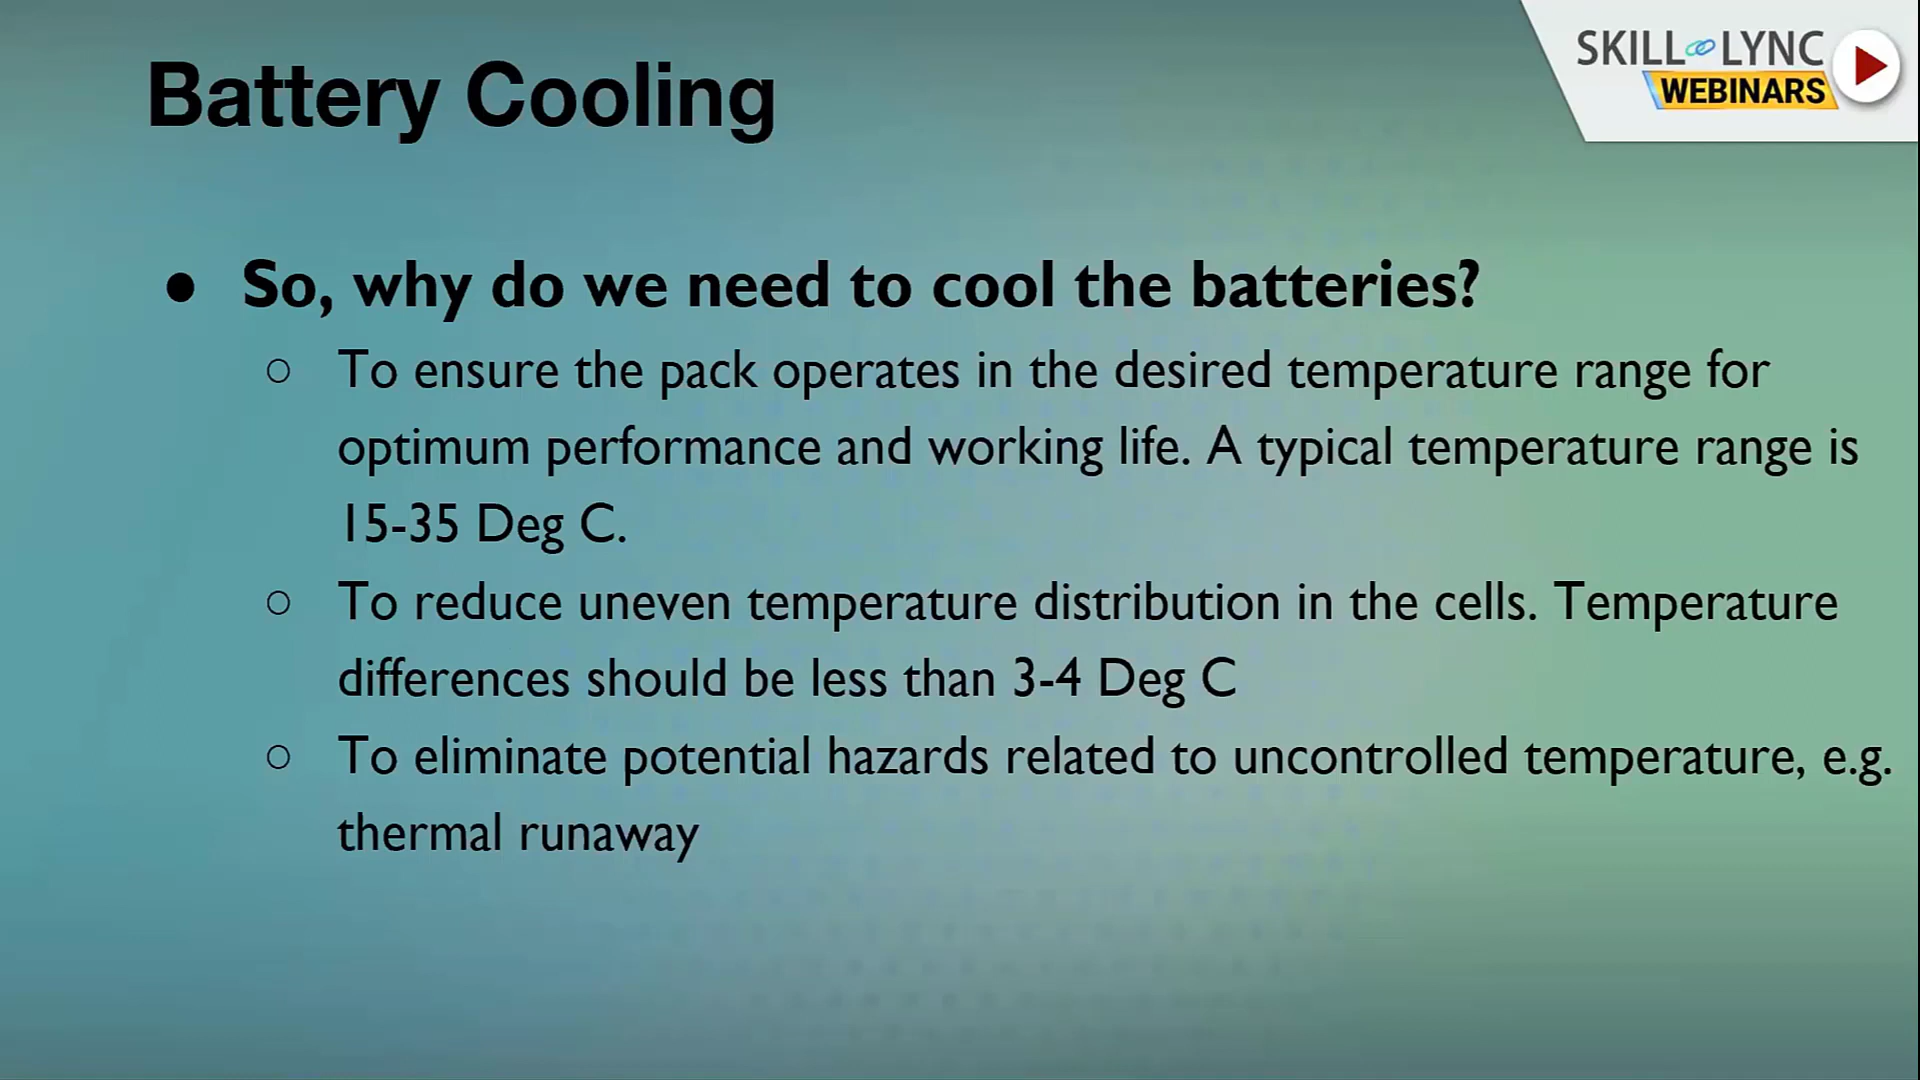 Battery Cooling
SKILL LYNC
WEBINARS
● So, why do we need to cool the batteries?
○ To ensure the pack operates in the desired temperature range for
optimum performance and working life. A typical temperature range is
15-35 Deg C.
○ To reduce uneven temperature distribution in the cells. Temperature
differences should be less than 3-4 Deg C
○ To eliminate potential hazards related to uncontrolled temperature, e.g.
thermal runaway